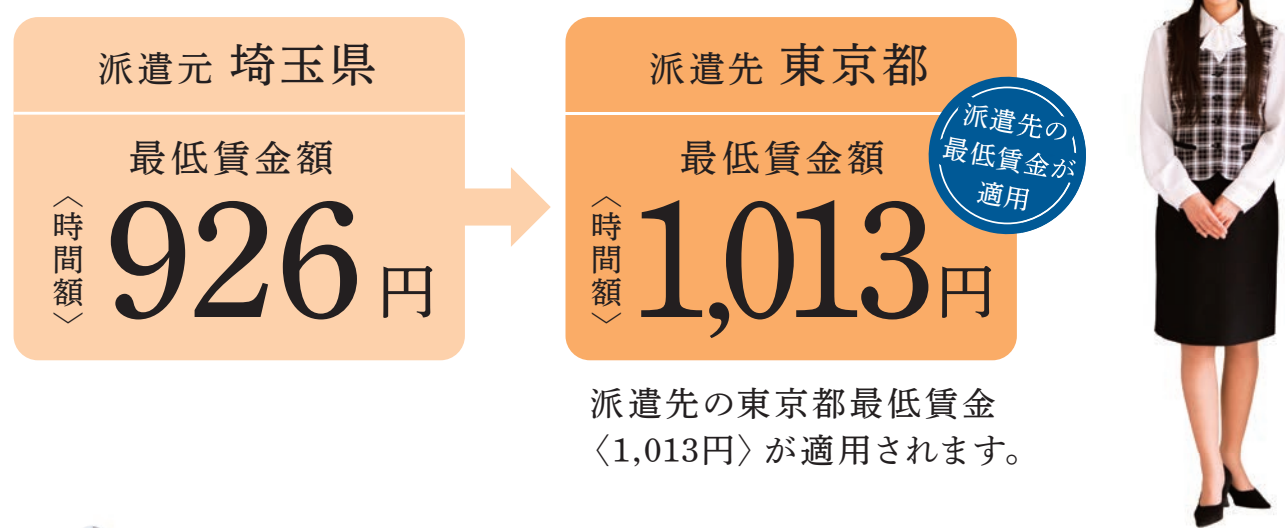 派遣元 埼玉県
最低賃金額
〈時間額〉
926円
派遣先 東京都
最低賃金額
〈時間額〉
1,013円
派遣先の
最低賃金が
適用
派遣先の東京都最低賃金
〈1,013円〉が適用されます。